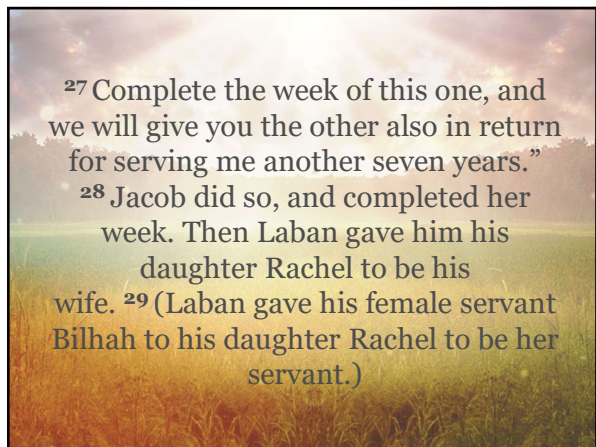 27 Complete the week of this one, and
we will give you the other also in return
for serving me another seven years.”
28 Jacob did so, and completed her
week. Then Laban gave him his
daughter Rachel to be his
wife. 29 (Laban gave his female servant
Bilhah to his daughter Rachel to be her
servant.)